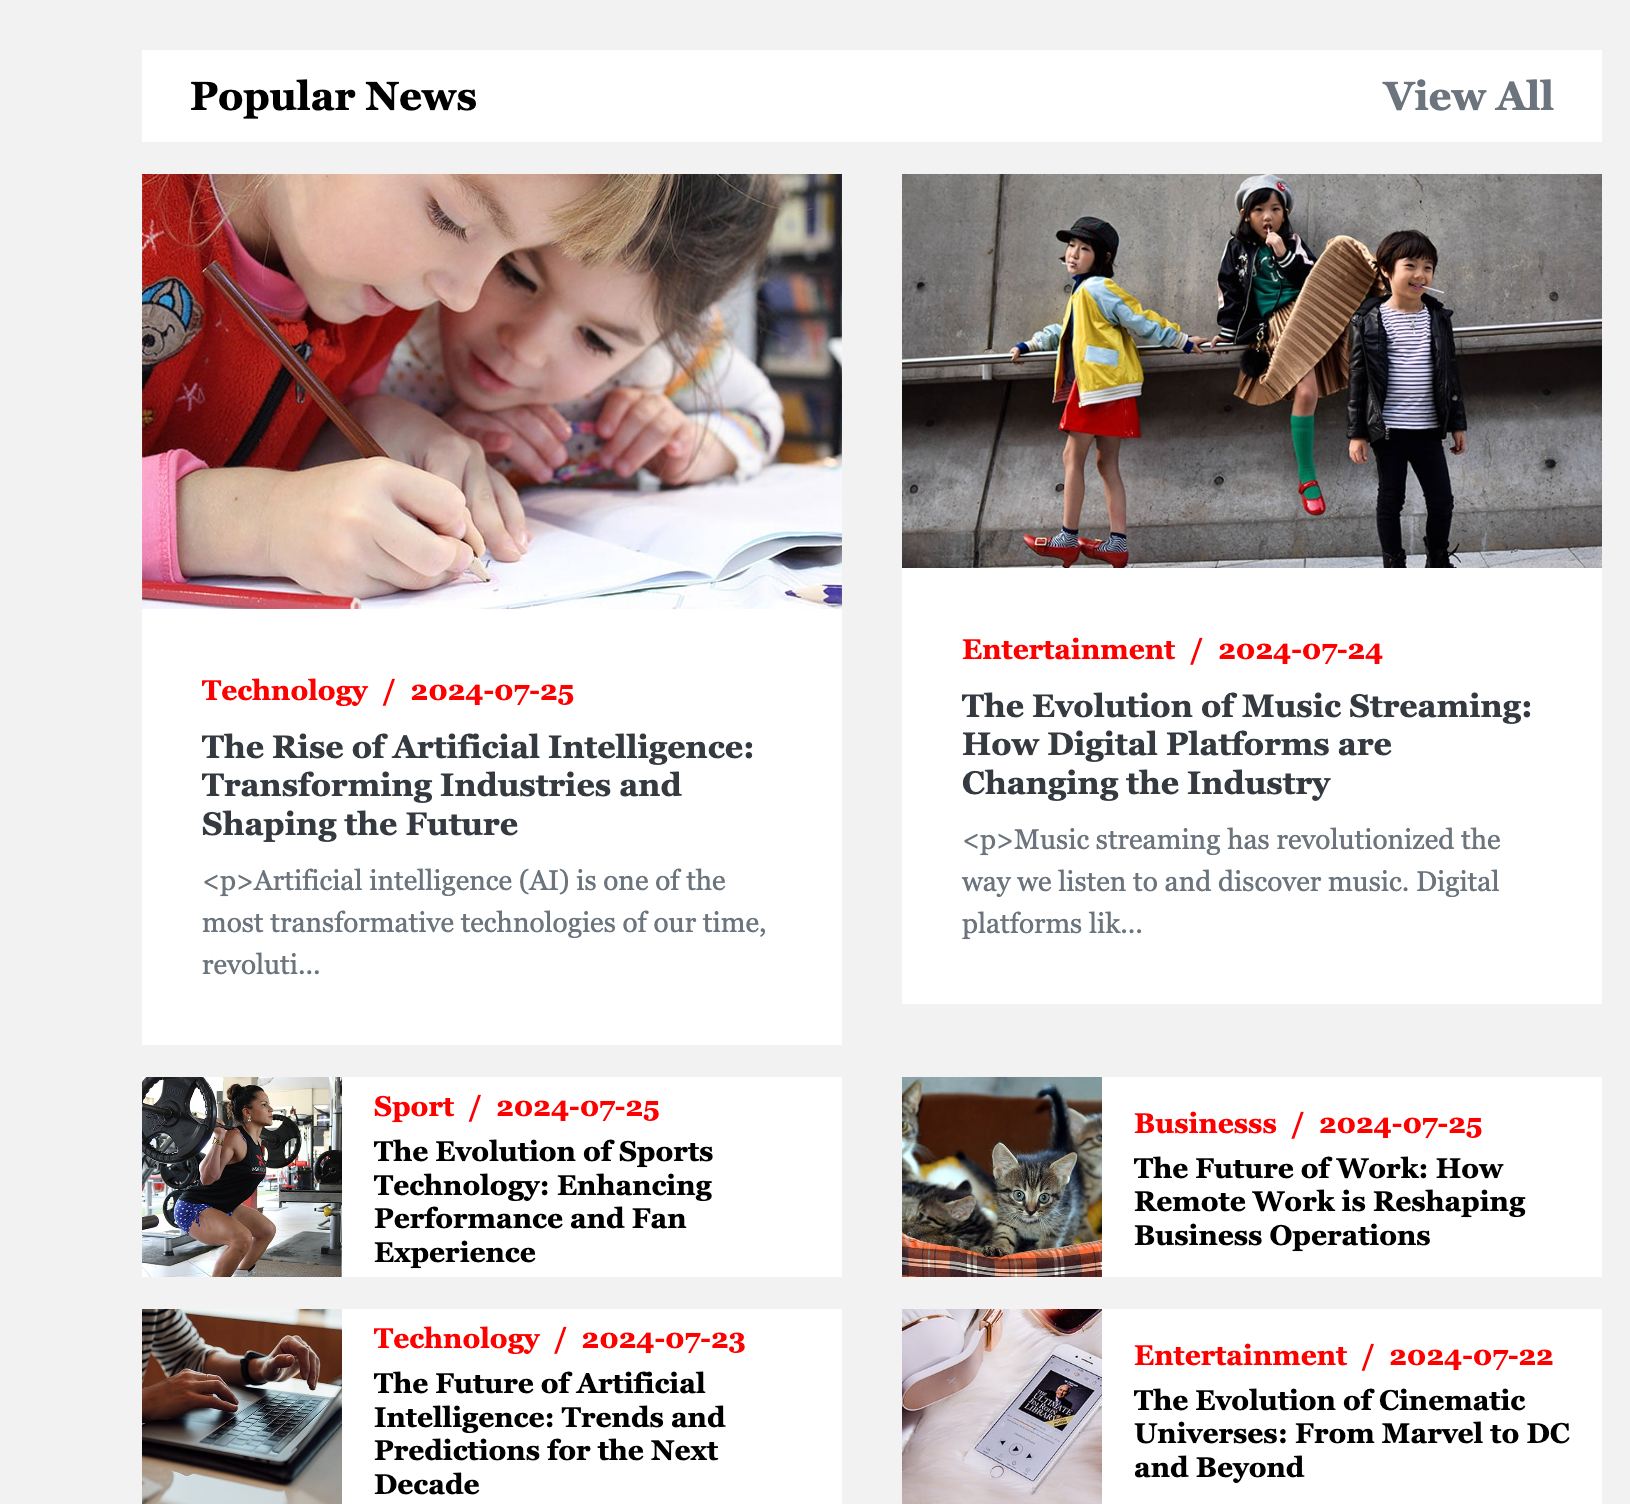 Popular News
View All
Technology / 2024-07-25
The Rise of Artificial Intelligence:
Transforming Industries and
Shaping the Future
<p>Artificial intelligence (AI) is one of the
most transformative technologies of our time,
revoluti...
Entertainment / 2024-07-24
The Evolution of Music Streaming:
How Digital Platforms are
Changing the Industry
<p>Music streaming has revolutionized the
way we listen to and discover music. Digital
platforms lik...
Sport / 2024-07-25
The Evolution of Sports
Technology: Enhancing
Performance and Fan
Experience
Businesss / 2024-07-25
The Future of Work: How
Remote Work is Reshaping
Business Operations
Technology / 2024-07-23
The Future of Artificial
Intelligence: Trends and
Predictions for the Next
Decade
Entertainment / 2024-07-22
The Evolution of Cinematic
Universes: From Marvel to DC
and Beyond